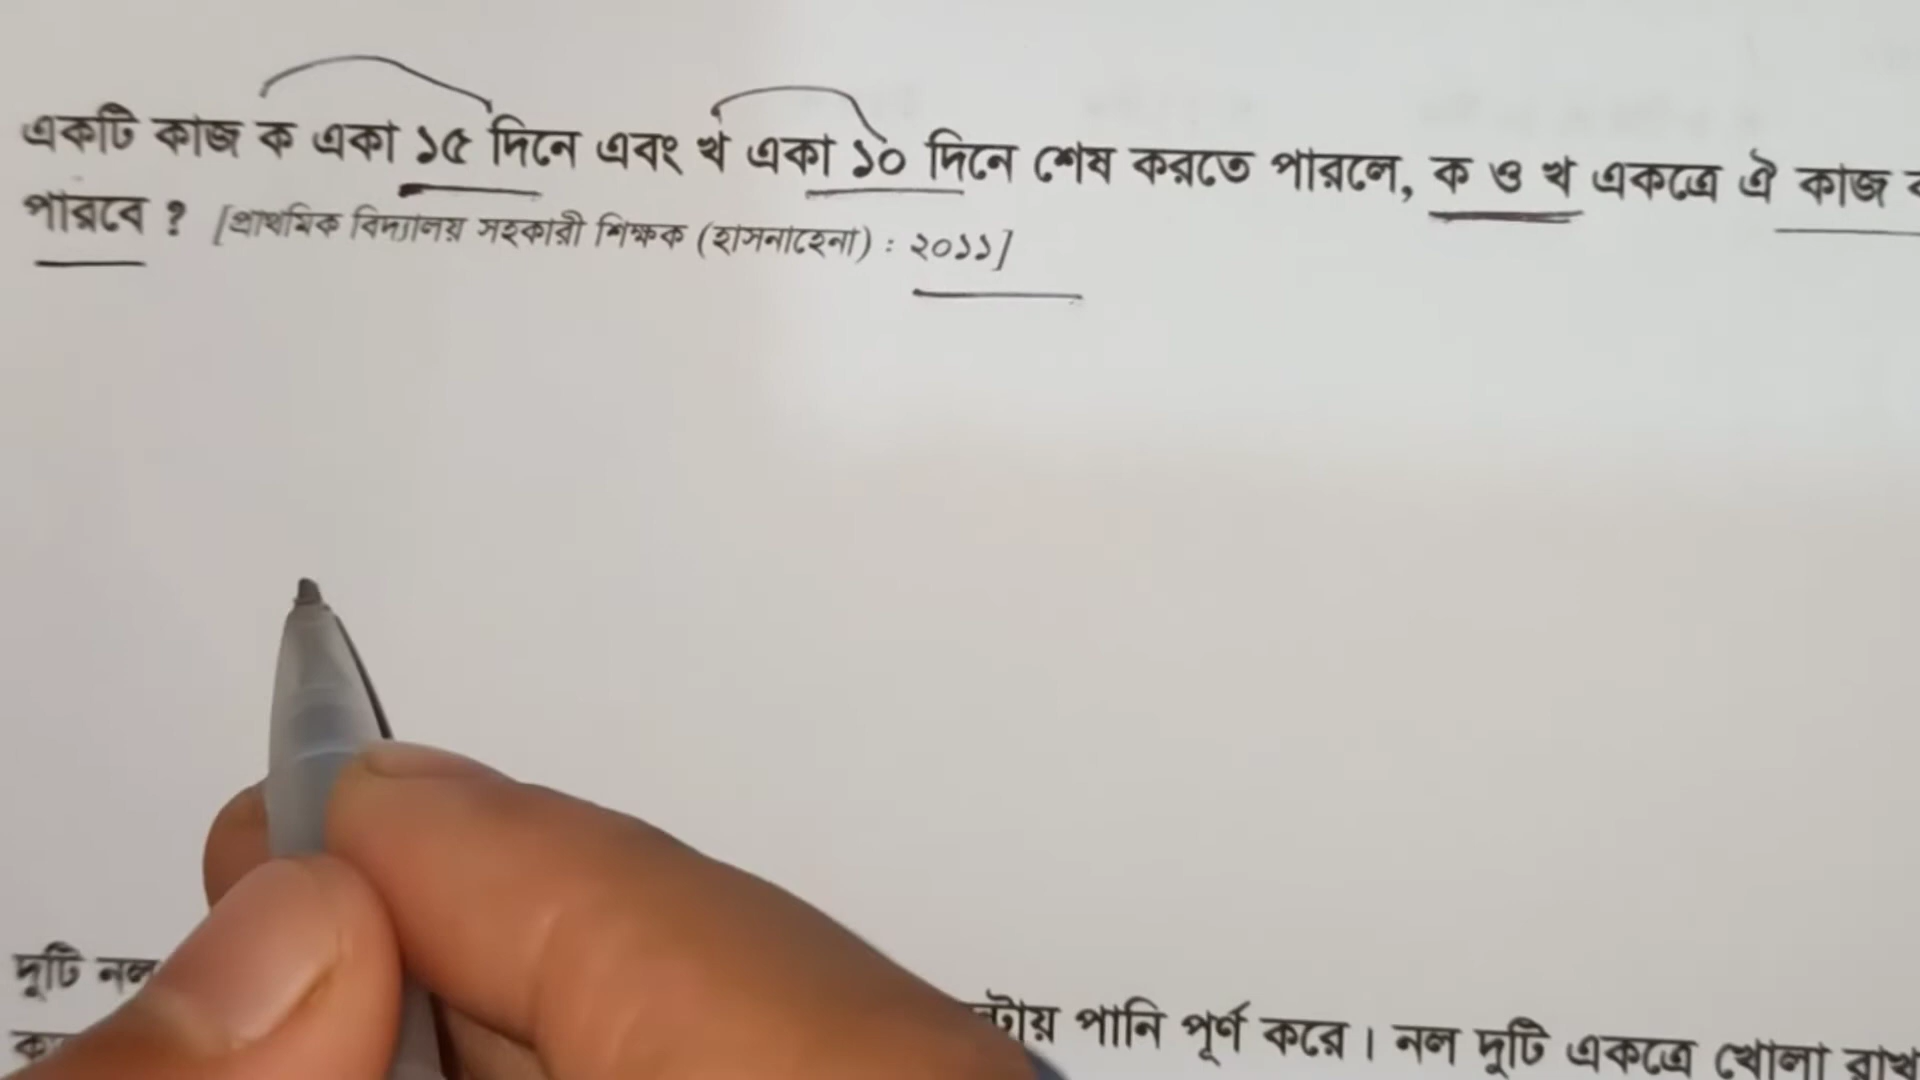 একটি কাজ ক একা ১৫ দিনে এবং খ একা ১০ দিনে শেষ করতে পারলে, ক ও খ একত্রে ঐ কাজ
পারবে ? [প্রাথমিক বিদ্যালয় সহকারী শিক্ষক (হাসনাহেনা) : ২০১১]
দুটি নল পানি পূর্ণ করে। নল দুটি একত্রে খোলা